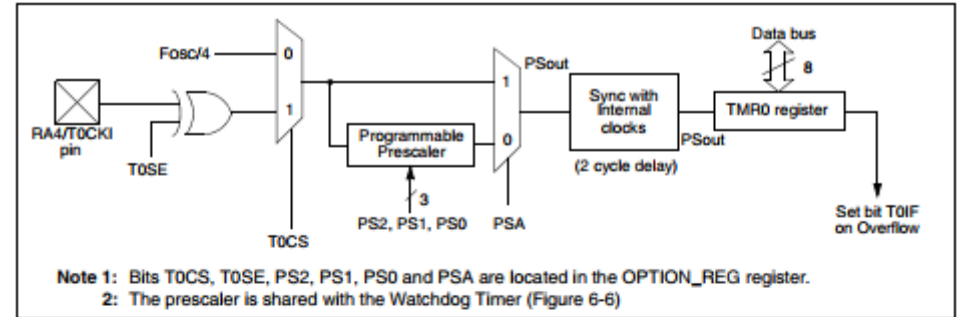 Data bus
Fosc/4
0
PSout
8
1
1
Sync with
Internal
clocks
TMR0 register
RA4/T0CKI
pin
Programmable
Prescaler
0
PSout
T0SE
(2 cycle delay)
3
PS2, PS1, PS0
PSA
Set bit T0IF
on Overflow
T0CS
Note 1: Bits T0CS, T0SE, PS2, PS1, PS0 and PSA are located in the OPTION_REG register.
2: The prescaler is shared with the Watchdog Timer (Figure 6-6)